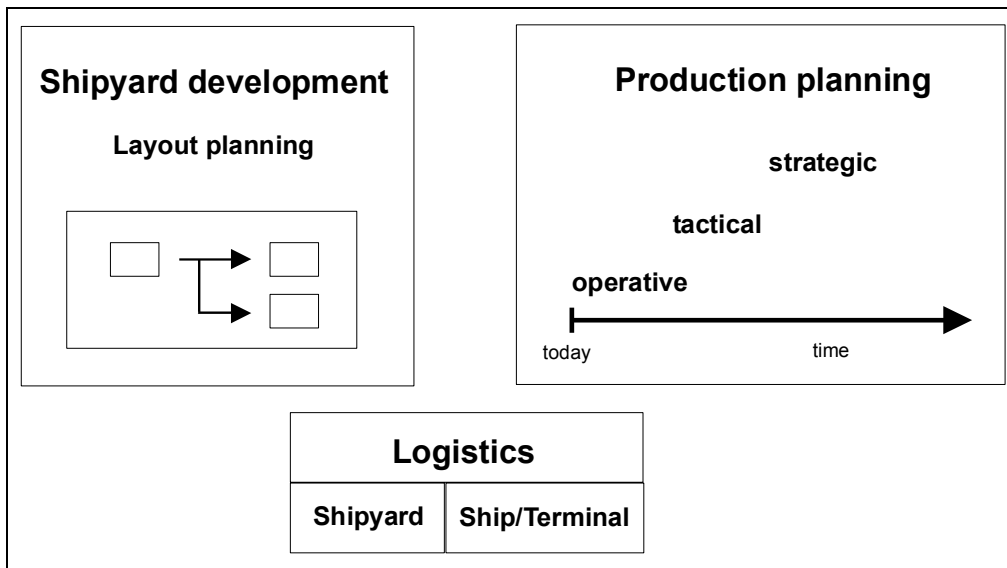 Shipyard development
Layout planning
Production planning
strategic
tactical
operative
today
time
Logistics
Shipyard
Ship/Terminal